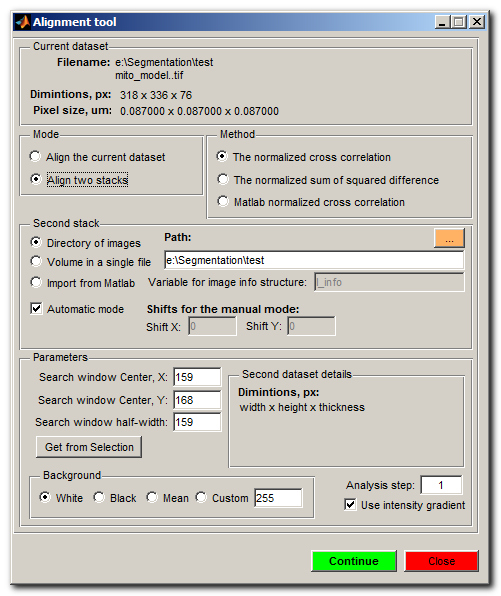 Alignment tool
Current dataset
Filename: e:\Segmentation\test
mito_model..tif
Dimintions, px: 318 x 336 x 76
Pixel size, um: 0.087000 x 0.087000 x 0.087000
Mode
Align the current dataset
Align two stacks
Method
The normalized cross correlation
The normalized sum of squared difference
Matlab normalized cross correlation
Second stack
Directory of images
Volume in a single file
Import from Matlab
Path:
...
e:\Segmentation\test
Variable for image info structure: I_info
Automatic mode
Shifts for the manual mode:
Shift X: 0 Shift Y: 0
Parameters
Search window Center, X: 159
Search window Center, Y: 168
Search window half-width: 159
Get from Selection
Second dataset details
Dimintions, px:
width x height x thickness
Background
White Black Mean Custom 255
Analysis step: 1
Use intensity gradient
Continue Close